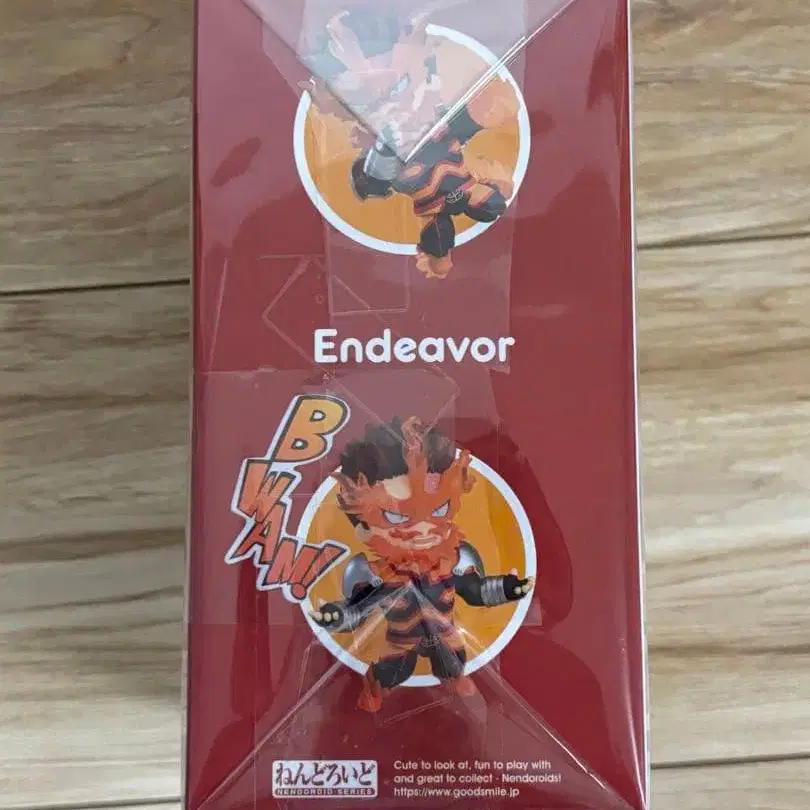 Endeavor
BWAM!!
ねんどろいど
NENDOROID SERIES
Cute to look at, fun to play with
and great to collect - Nendoroids!
https://www.goodsmile.jp